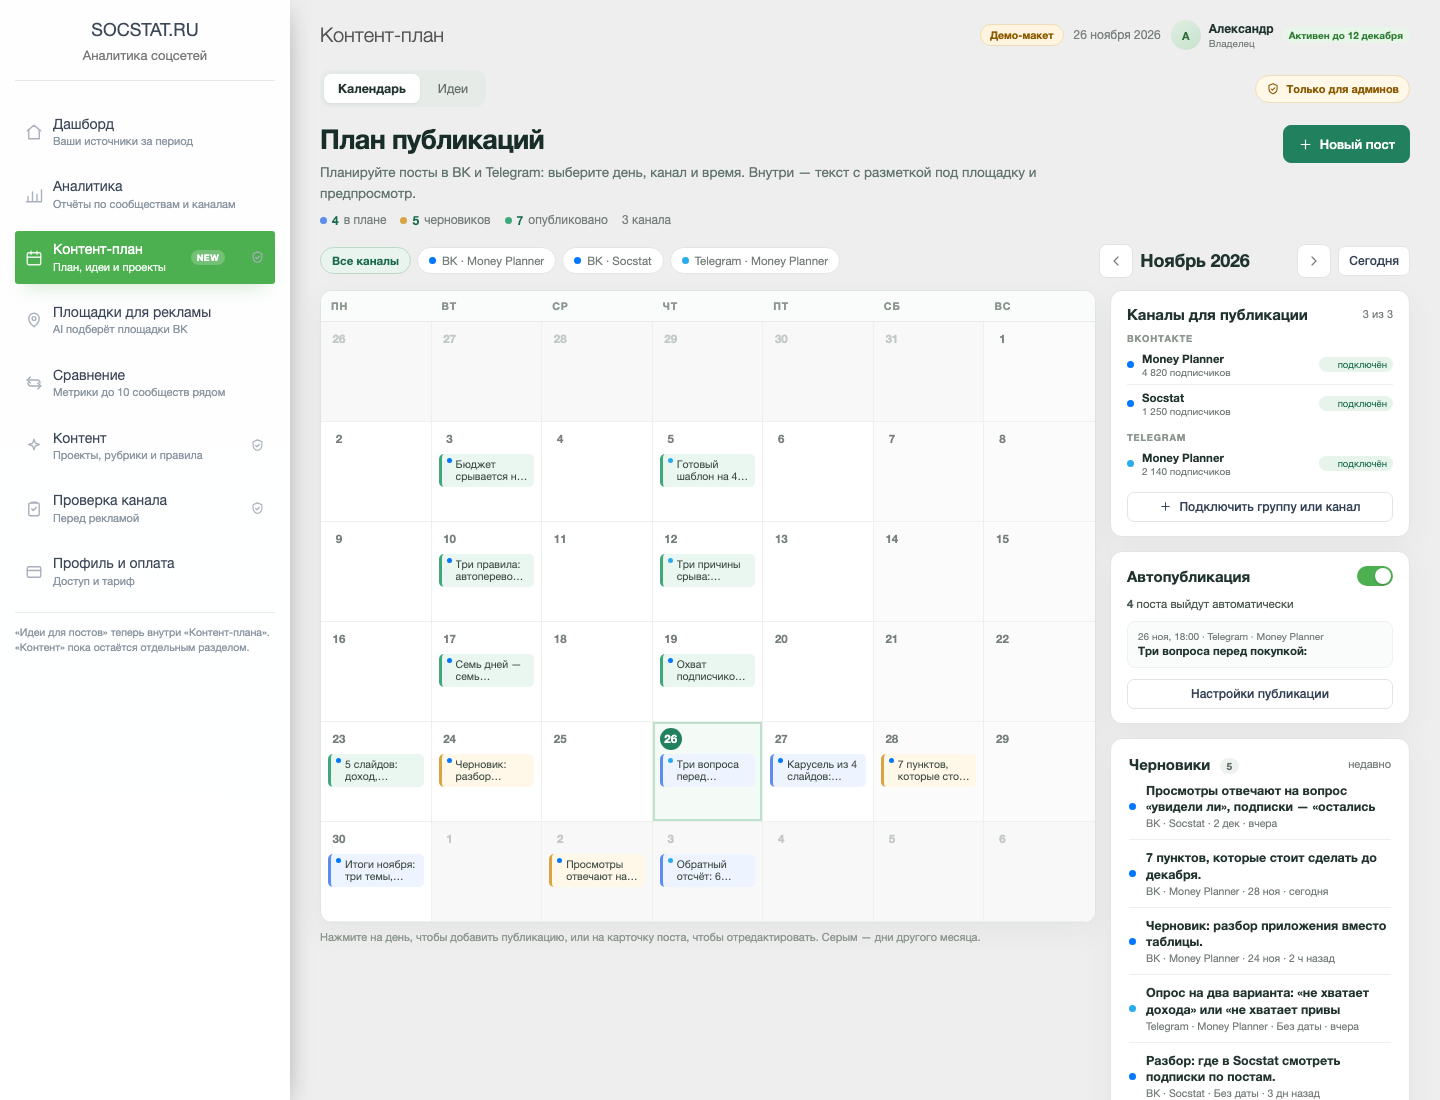 SOCSTAT.RU
Аналитика соцсетей
Дашборд
Ваши источники за период
Аналитика
Отчёты по сообществам и каналам
Контент-план
План, идеи и проекты
NEW
Площадки для рекламы
AI подберёт площадки ВК
Сравнение
Метрики до 10 сообществ рядом
Контент
Проекты, рубрики и правила
Проверка канала
Перед рекламой
Профиль и оплата
Доступ и тариф
«Идеи для постов» теперь внутри «Контент-плана».
«Контент» пока остаётся отдельным разделом.
Контент-план
Демо-макет
26 ноября 2026
А
Александр
Владелец
Активен до 12 декабря
Календарь
Идеи
Только для админов
План публикаций
Планируйте посты в ВК и Telegram: выберите день, канал и время. Внутри — текст с разметкой под площадку и
предпросмотр.
4 в плане
5 черновиков
7 опубликовано
3 канала
Новый пост
Все каналы
ВК · Money Planner
ВК · Socstat
Telegram · Money Planner
Ноябрь 2026
Сегодня
ПН ВТ СР ЧТ ПТ СБ ВС
26 27 28 29 30 31 1
2 3 4 5 6 7 8
Бюджет
срывается н...
Готовый
шаблон на 4...
9 10 11 12 13 14 15
Три правила:
автоперево...
Три причины
срыва:...
16 17 18 19 20 21 22
Семь дней —
семь...
Охват
подписчико...
23 24 25 26 27 28 29
5 слайдов:
доход,...
Черновик:
разбор...
Три вопроса
перед...
Карусель из 4
слайдов:...
7 пунктов,
которые сто...
30 1 2 3 4 5 6
Итоги ноября:
три темы,...
Просмотры
отвечают на...
Обратный
отсчёт: 6...
Нажмите на день, чтобы добавить публикацию, или на карточку поста, чтобы отредактировать. Серым — дни другого месяца.
Каналы для публикации
3 из 3
ВКОНТАКТЕ
Money Planner
4 820 подписчиков
подключён
Socstat
1 250 подписчиков
подключён
TELEGRAM
Money Planner
2 140 подписчиков
подключён
Подключить группу или канал
Автопубликация
4 поста выйдут автоматически
26 ноя, 18:00 · Telegram · Money Planner
Три вопроса перед покупкой:
Настройки публикации
Черновики 5
недавно
Просмотры отвечают на вопрос
«увидели ли», подписки — «остались
ВК · Socstat · 2 дек · вчера
7 пунктов, которые стоит сделать до
декабря.
ВК · Money Planner · 28 ноя · сегодня
Черновик: разбор приложения вместо
таблицы.
ВК · Money Planner · 24 ноя · 2 ч назад
Опрос на два варианта: «не хватает
дохода» или «не хватает привы
Telegram · Money Planner · Без даты · вчера
Разбор: где в Socstat смотреть
подписки по постам.
ВК · Socstat · Без даты · 3 дн назад